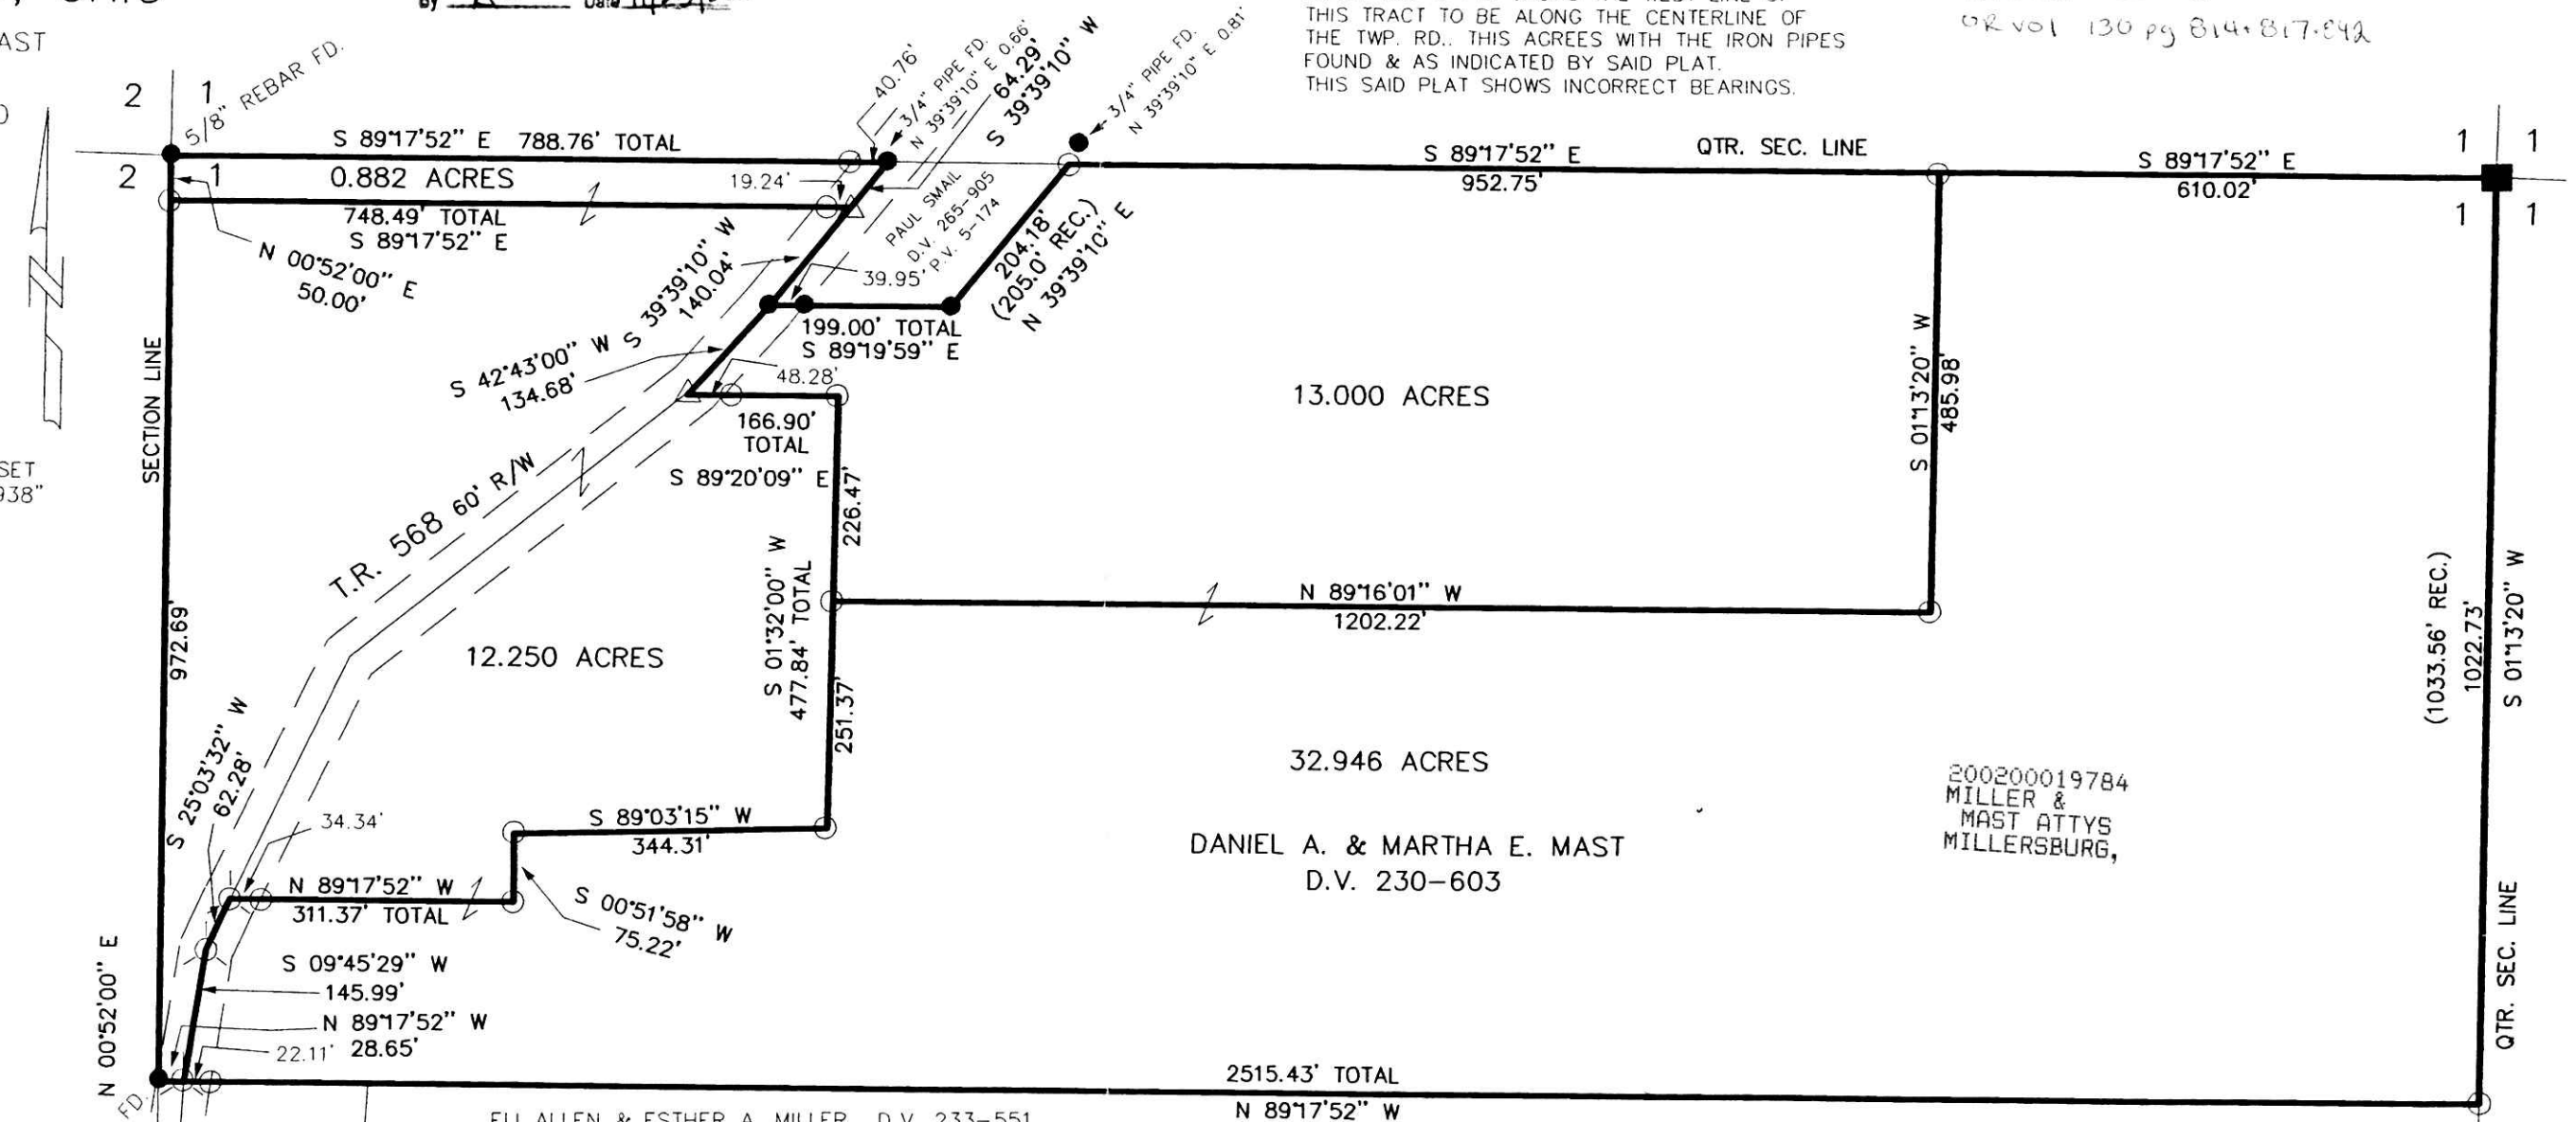 AST
SET
938"
THIS TRACT TO BE ALONG THE CENTERLINE OF
THE TWP. RD.. THIS ACREES WITH THE IRON PIPES
FOUND & AS INDICATED BY SAID PLAT.
THIS SAID PLAT SHOWS INCORRECT BEARINGS.
OR vol 130 pg 814+817-842
By
Date
2 1
2 1
5/8" REBAR FD.
S 89°17'52" E 788.76' TOTAL
0.882 ACRES
748.49' TOTAL
S 89°17'52" E
N 00°52'00" E
50.00'
40.76'
3/4" PIPE FD.
N 39°39'10" E 0.66'
64.29'
S 39°39'10" W
3/4" PIPE FD.
N 39°39'10" E 0.81'
19.24'
PAUL SMAIL
D.V. 265-905
P.V. 5-174
S 39°39'10" W
140.04'
39.95'
204.18'
(205.0' REC.)
N 39°39'10" E
199.00' TOTAL
S 89°19'59" E
S 42°43'00" W
134.68'
48.28'
166.90'
TOTAL
S 89°20'09" E
S 89°17'52" E
952.75'
QTR. SEC. LINE
S 89°17'52" E
610.02'
1 1
1 1
13.000 ACRES
S 01°13'20" W
485.98'
SECTION LINE
972.69'
T.R. 568 60' R/W
226.47'
S 01°32'00" W
477.84' TOTAL
251.37'
N 89°16'01" W
1202.22'
12.250 ACRES
(1033.56' REC.)
1022.73'
S 01°13'20" W
QTR. SEC. LINE
32.946 ACRES
DANIEL A. & MARTHA E. MAST
D.V. 230-603
200200019784
MILLER &
MAST ATTYS
MILLERSBURG,
S 25°03'32" W
62.28'
34.34'
S 89°03'15" W
344.31'
N 89°17'52" W
311.37' TOTAL
S 00°51'58" W
75.22'
S 09°45'29" W
145.99'
N 89°17'52" W
22.11' 28.65'
N 00°52'00" E
FD.
2515.43' TOTAL
N 89°17'52" W
ALLEN & ESTHER A. MILLER D.V. 233-551